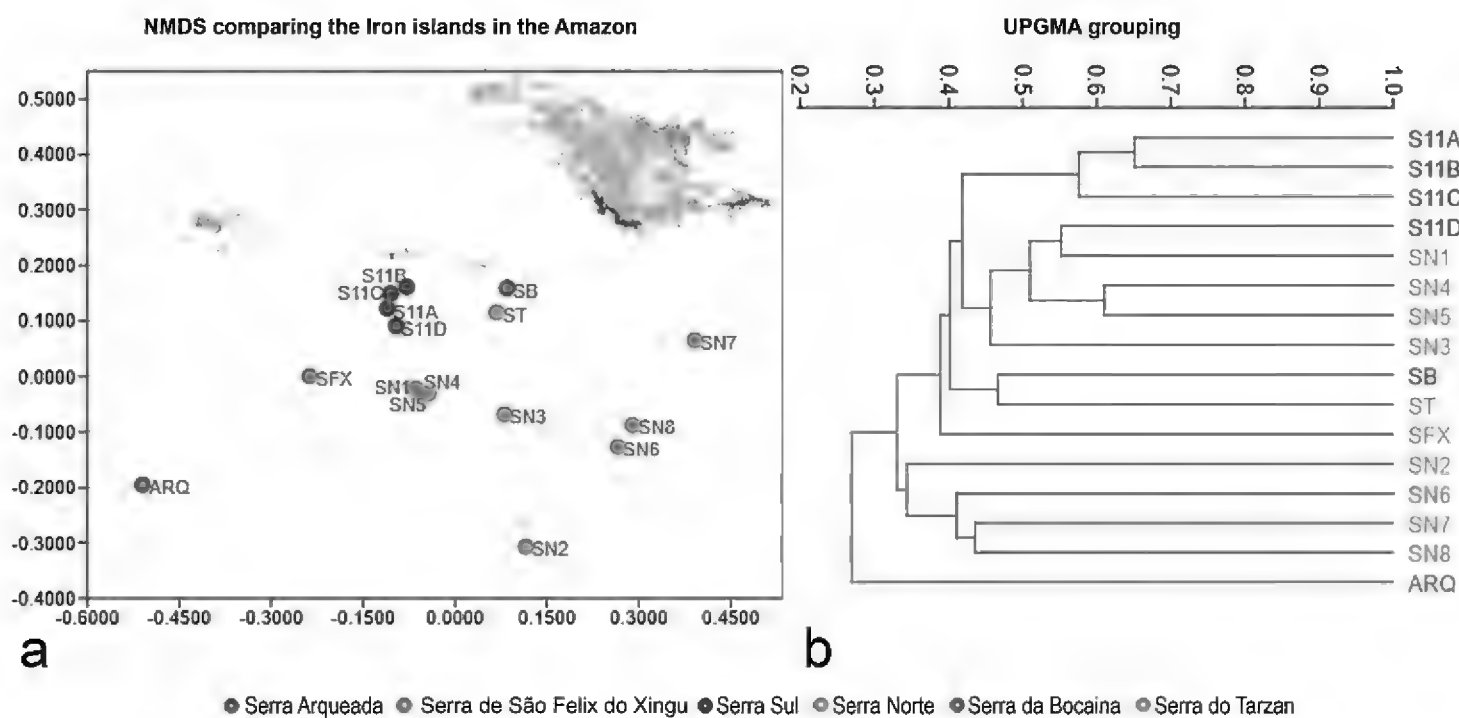 NMDS comparing the Iron islands in the Amazon
UPGMA grouping
0.2 0.3 0.4 0.5 0.6 0.7 0.8 0.9 1.0
0.5000
0.4000
0.3000
0.2000
0.1000
0.0000
-0.1000
-0.2000
-0.3000
-0.4000
-0.6000 -0.4500 -0.3000 -0.1500 0.0000 0.1500 0.3000 0.4500
S11B
S11C
S11A
S11D
SB
ST
SN7
SFX
SN1 SN4
SN5
SN3
SN8
SN6
ARQ
SN2
S11A
S11B
S11C
S11D
SN1
SN4
SN5
SN3
SB
ST
SFX
SN2
SN6
SN7
SN8
ARQ
a
b
Serra Arqueada Serra de São Felix do Xingu Serra Sul Serra Norte Serra da Bocaina Serra do Tarzan